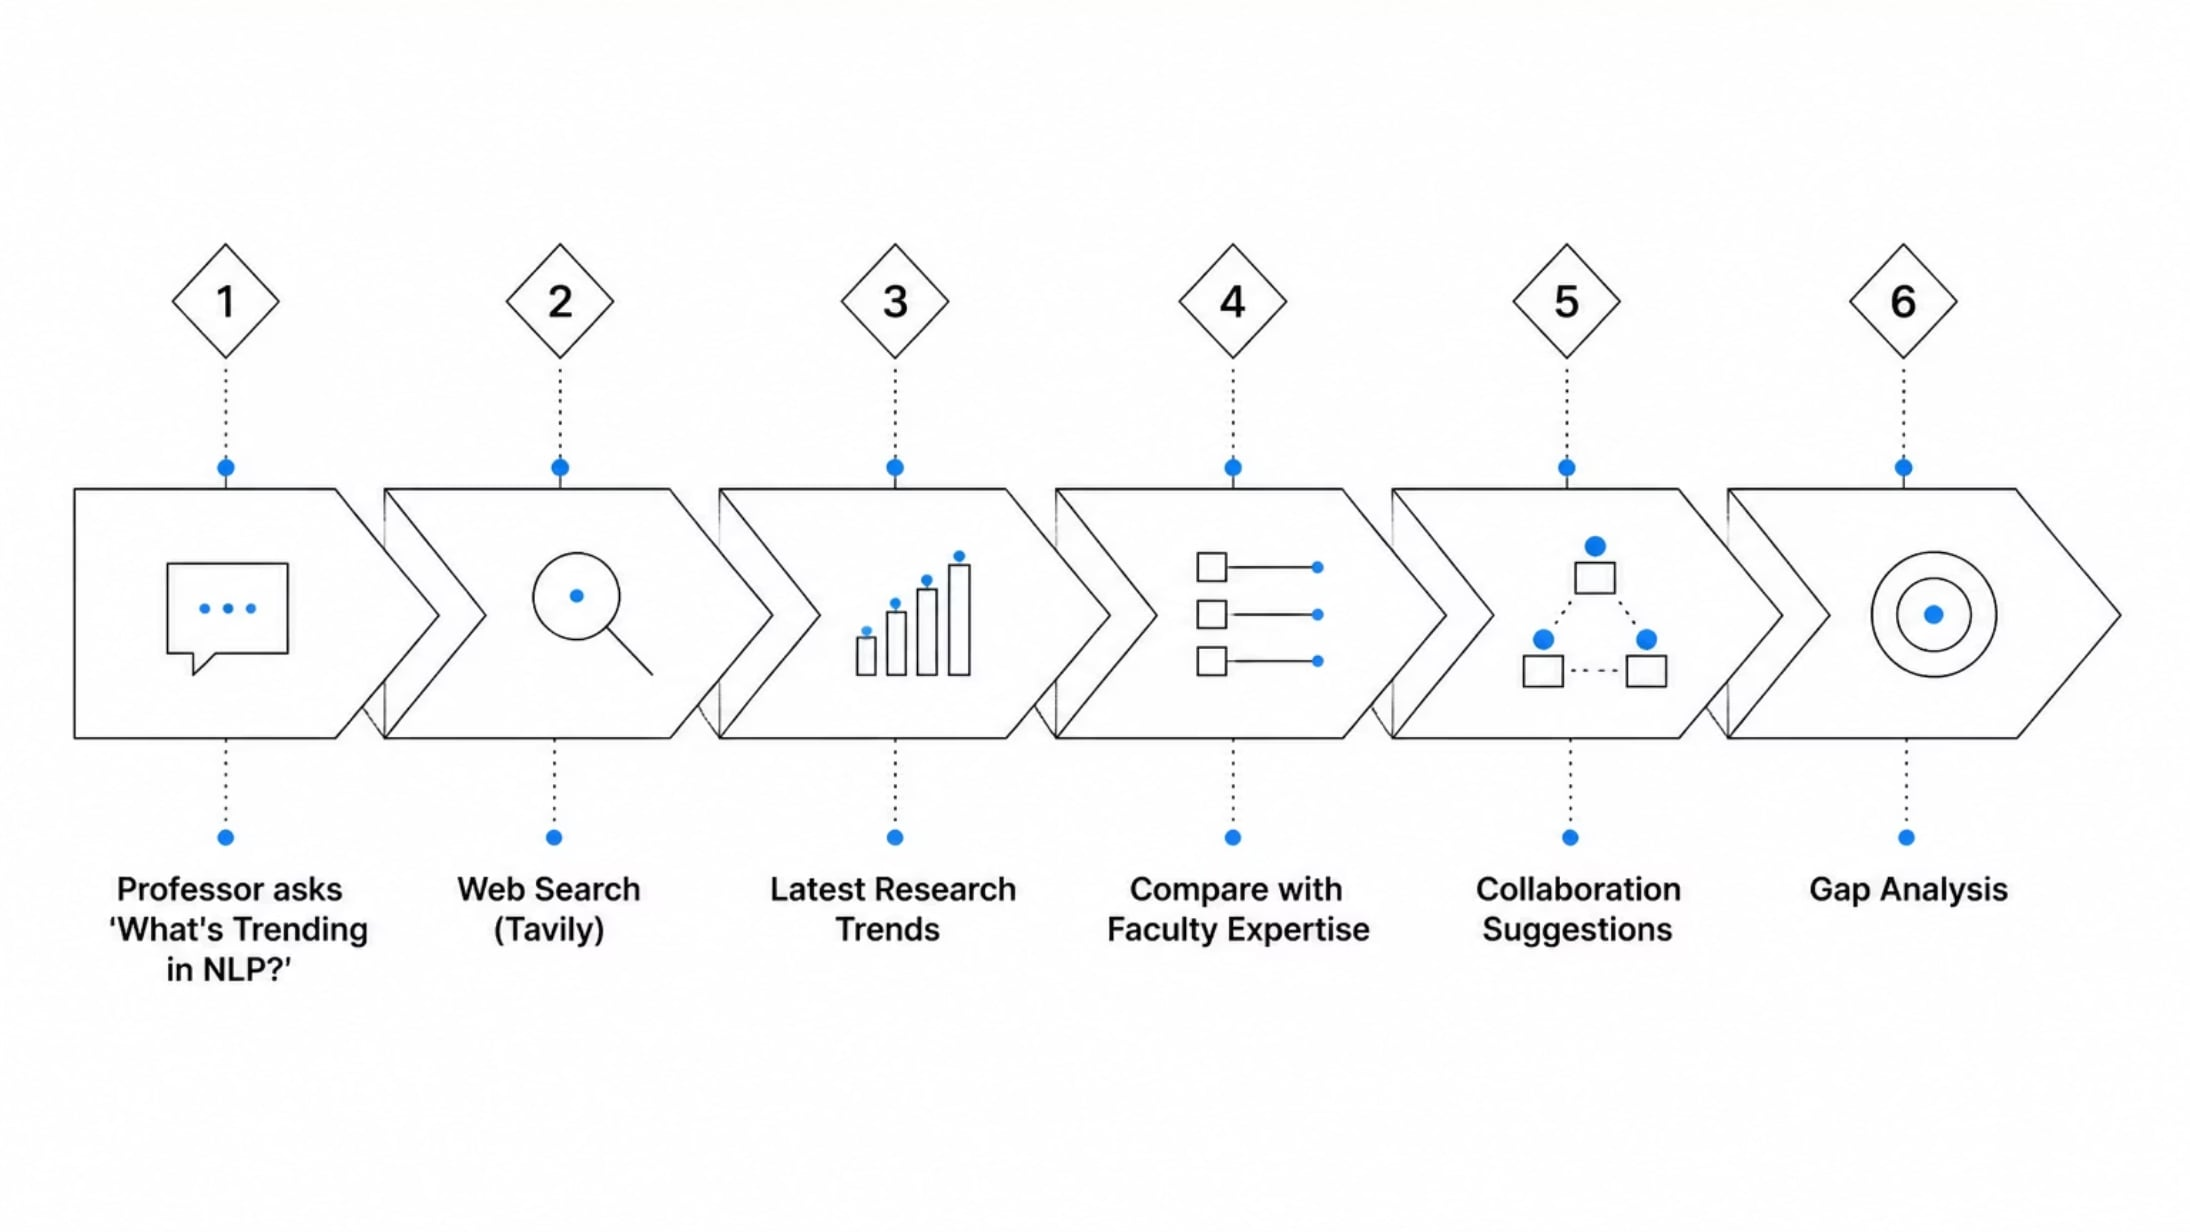 1
2
3
4
5
6
Professor asks
‘What's Trending
in NLP?’
Web Search
(Tavily)
Latest Research
Trends
Compare with
Faculty Expertise
Collaboration
Suggestions
Gap Analysis